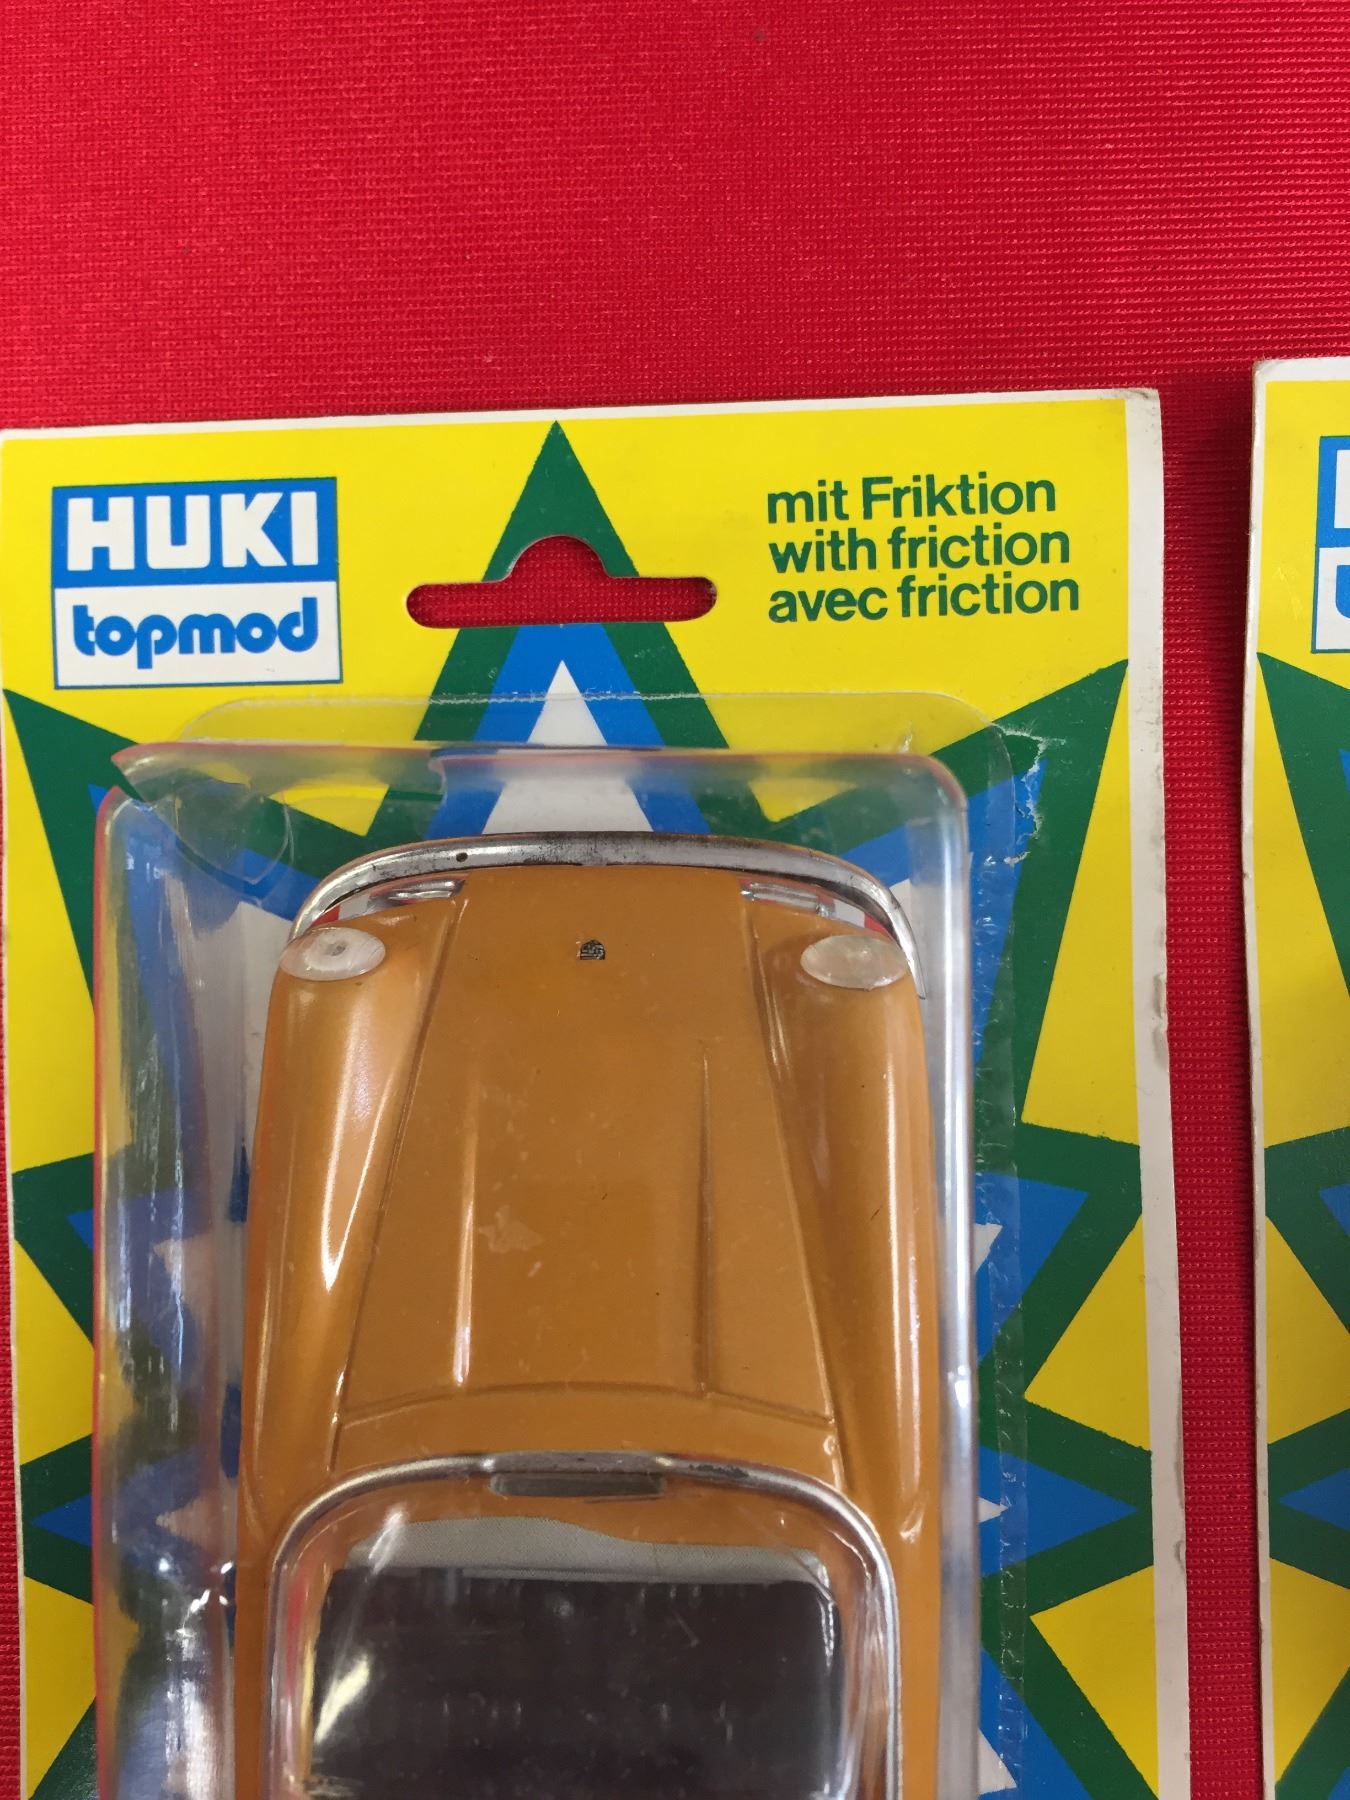 HUKI
topmod
mit Friktion
with friction
avec friction